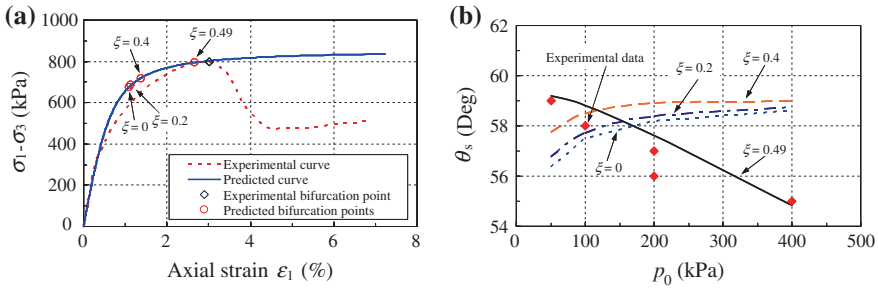 (a)
σ1-σ3 (kPa)
1000
800
600
400
200
0
0
2
4
6
8
Axial strain ε1 (%)
ξ=0.4
ξ=0.49
ξ=0
ξ=0.2
Experimental curve
Predicted curve
Experimental bifurcation point
Predicted bifurcation points
(b)
θs (Deg)
62
60
59
58
56
54
0
100
200
300
400
500
p0 (kPa)
Experimental data
ξ=0.2
ξ=0.4
ξ=0
ξ=0.49